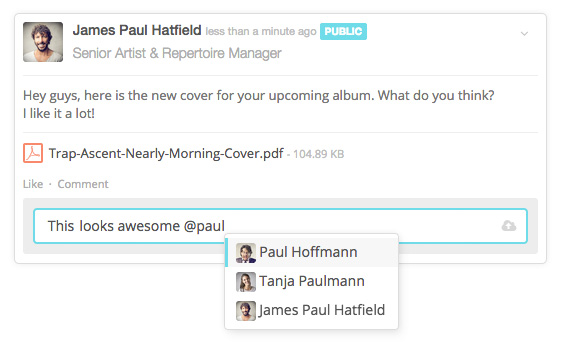 James Paul Hatfield less than a minute ago PUBLIC
Senior Artist & Repertoire Manager
Hey guys, here is the new cover for your upcoming album. What do you think?
I like it a lot!
Trap-Ascent-Nearly-Morning-Cover.pdf - 104.89 KB
Like · Comment
This looks awesome @paul
Paul Hoffmann
Tanja Paulmann
James Paul Hatfield